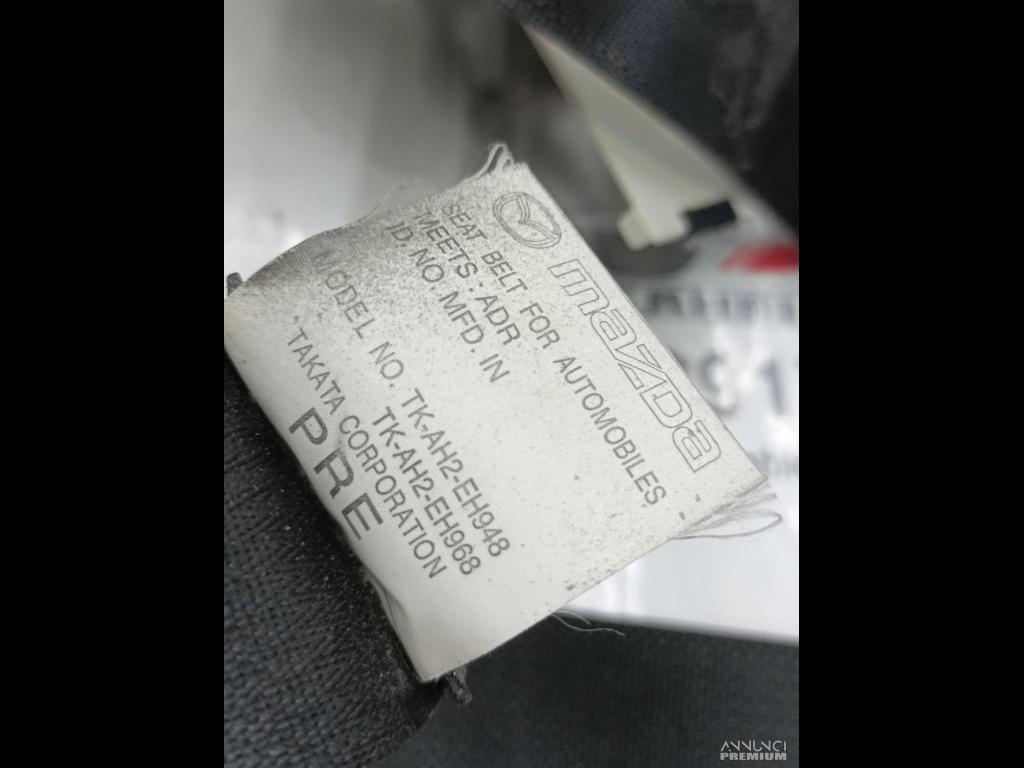 mazda
SEAT BELT FOR AUTOMOBILES
MEETS : ADR
ID. NO. MFD. IN
MODEL NO. TK-AH2-EH948
TK-AH2-EH968
TAKATA CORPORATION
PRE
ANNUNCI
PREMIUM